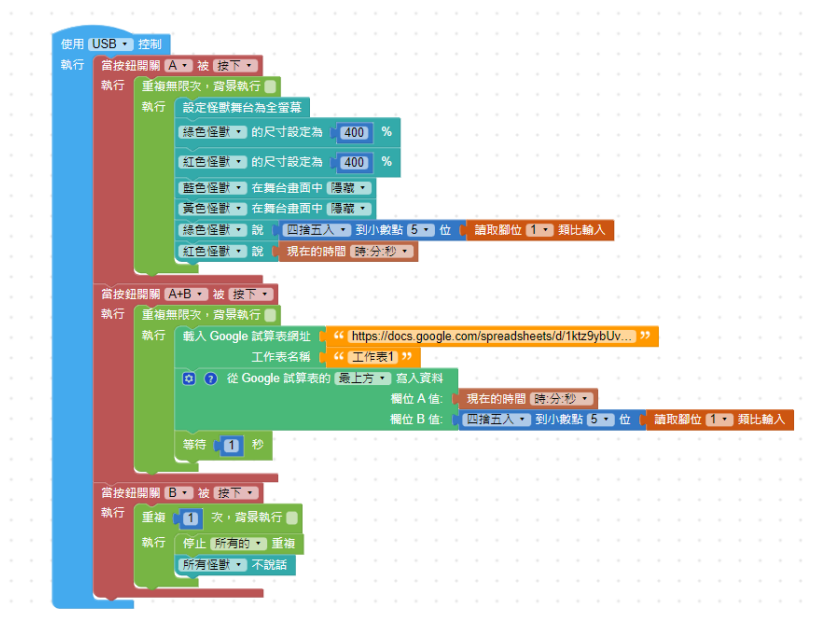 使用 USB 控制
執行 當按鈕開關 A 被 按下
執行 重複無限次，背景執行
執行 設定怪獸舞台為全螢幕
綠色怪獸 的尺寸設定為 400 %
紅色怪獸 的尺寸設定為 400 %
藍色怪獸 在舞台畫面中 隱藏
黃色怪獸 在舞台畫面中 隱藏
綠色怪獸 說 四捨五入 到小數點 5 位 讀取腳位 1 類比輸入
紅色怪獸 說 現在的時間 時:分:秒
當按鈕開關 A+B 被 按下
執行 重複無限次，背景執行
執行 載入 Google 試算表網址 “ https://docs.google.com/spreadsheets/d/1ktz9ybUv... ”
工作表名稱 “ 工作表1 ”
? 從 Google 試算表的 最上方 寫入資料
欄位 A 值: 現在的時間 時:分:秒
欄位 B 值: 四捨五入 到小數點 5 位 讀取腳位 1 類比輸入
等待 1 秒
當按鈕開關 B 被 按下
執行 重複 1 次，背景執行
執行 停止 所有的 重複
所有怪獸 不說話